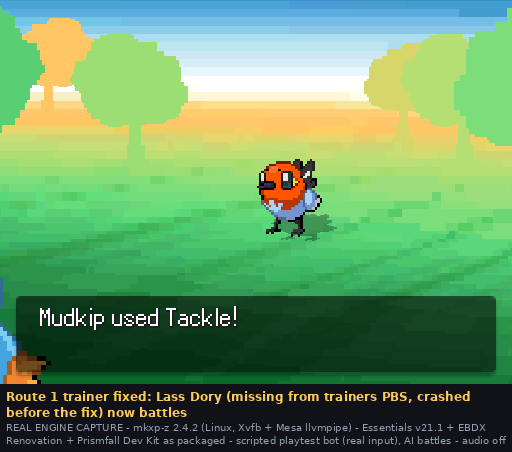 Mudkip used Tackle!
Route 1 trainer fixed: Lass Dory (missing from trainers PBS, crashed
before the fix) now battles
REAL ENGINE CAPTURE - mkxp-z 2.4.2 (Linux, Xvfb + Mesa llvmpipe) - Essentials v21.1 + EBDX
Renovation + Prismfall Dev Kit as packaged - scripted playtest bot (real input), AI battles - audio off